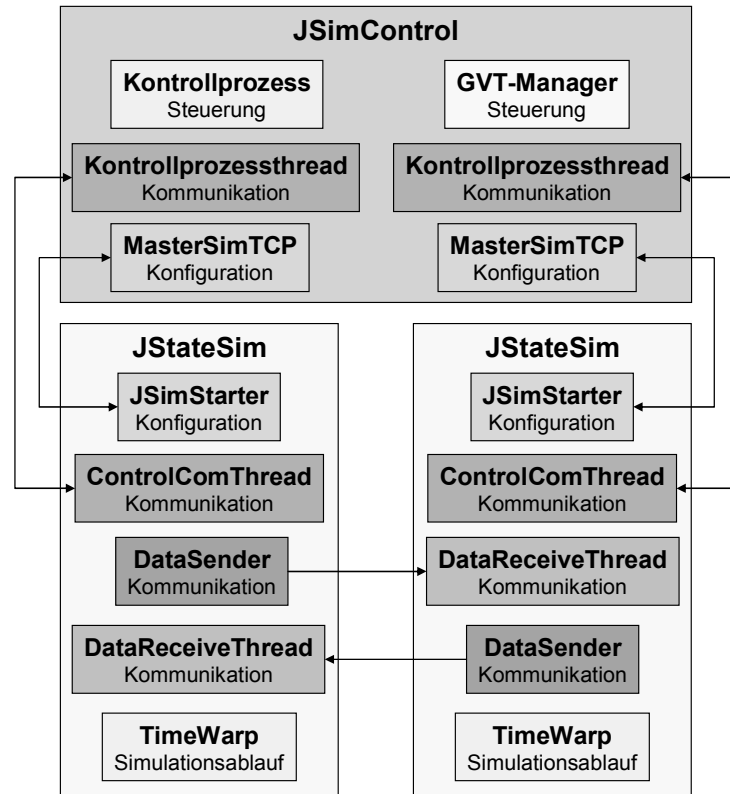 JSimControl
Kontrollprozess
Steuerung
GVT-Manager
Steuerung
Kontrollprozessthread
Kommunikation
Kontrollprozessthread
Kommunikation
MasterSimTCP
Konfiguration
MasterSimTCP
Konfiguration
JStateSim
JSimStarter
Konfiguration
ControlComThread
Kommunikation
DataSender
Kommunikation
DataReceiveThread
Kommunikation
TimeWarp
Simulationsablauf
JStateSim
JSimStarter
Konfiguration
ControlComThread
Kommunikation
DataReceiveThread
Kommunikation
DataSender
Kommunikation
TimeWarp
Simulationsablauf